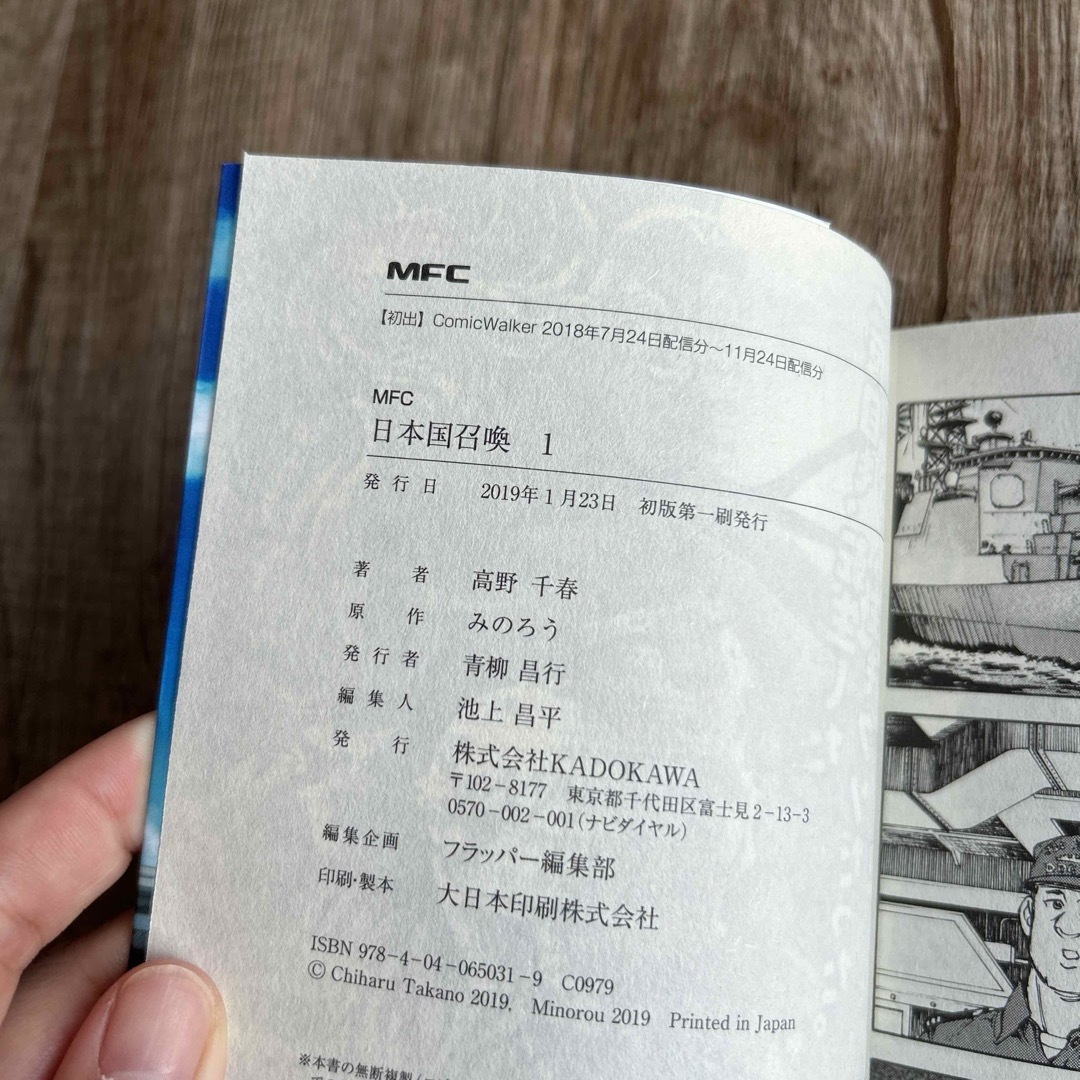 MFC
【初出】ComicWalker 2018年7月24日配信分〜11月24日配信分
MFC
日本国召喚 1
発行日 2019年1月23日 初版第一刷発行
著者 高野 千春
原作 みのろう
発行者 青柳 昌行
編集人 池上 昌平
発行 株式会社KADOKAWA
〒102-8177 東京都千代田区富士見2-13-3
0570-002-001(ナビダイヤル)
編集企画 フラッパー編集部
印刷・製本 大日本印刷株式会社
ISBN 978-4-04-065031-9 C0979
© Chiharu Takano 2019, Minorou 2019 Printed in Japan
※本書の無断複製